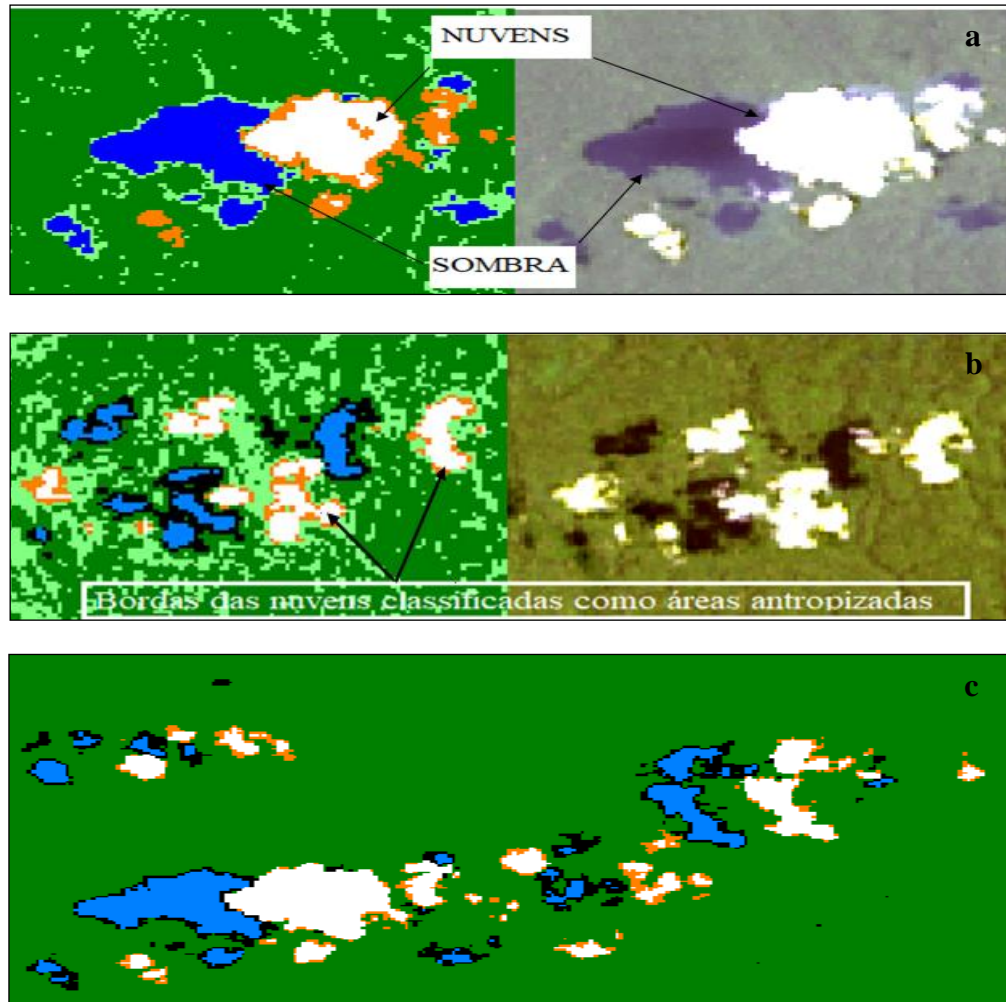 NUVENS
a
SOMBRA
b
Bordas das nuvens classificadas como áreas antropizadas
c